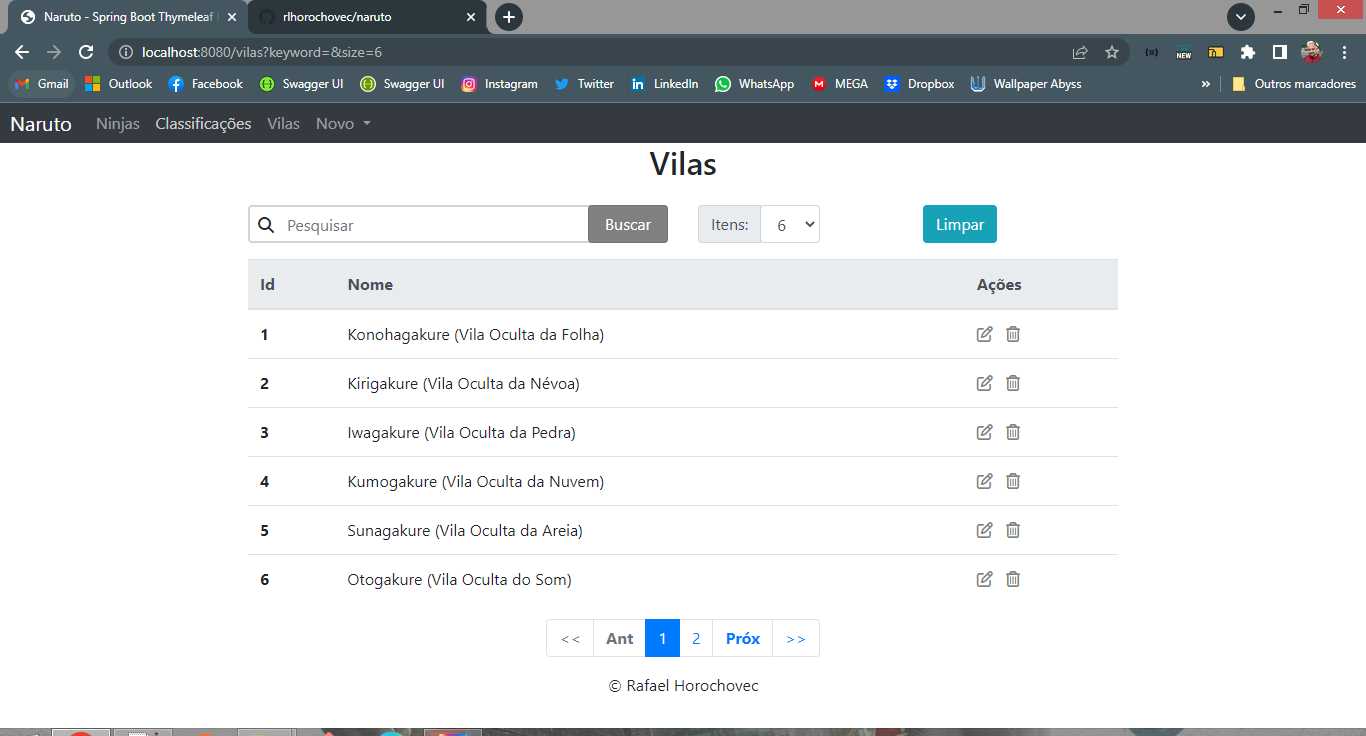 Naruto - Spring Boot Thymeleaf
rlhorochovec/naruto
localhost:8080/vilas?keyword=&size=6
NEW
Gmail Outlook Facebook Swagger UI Swagger UI Instagram Twitter LinkedIn WhatsApp MEGA Dropbox Wallpaper Abyss » Outros marcadores
Naruto Ninjas Classificações Vilas Novo
Vilas
Pesquisar Buscar Itens: 6 Limpar
Id Nome Ações
1 Konohagakure (Vila Oculta da Folha)
2 Kirigakure (Vila Oculta da Névoa)
3 Iwagakure (Vila Oculta da Pedra)
4 Kumogakure (Vila Oculta da Nuvem)
5 Sunagakure (Vila Oculta da Areia)
6 Otogakure (Vila Oculta do Som)
<< Ant 1 2 Próx >>
© Rafael Horochovec